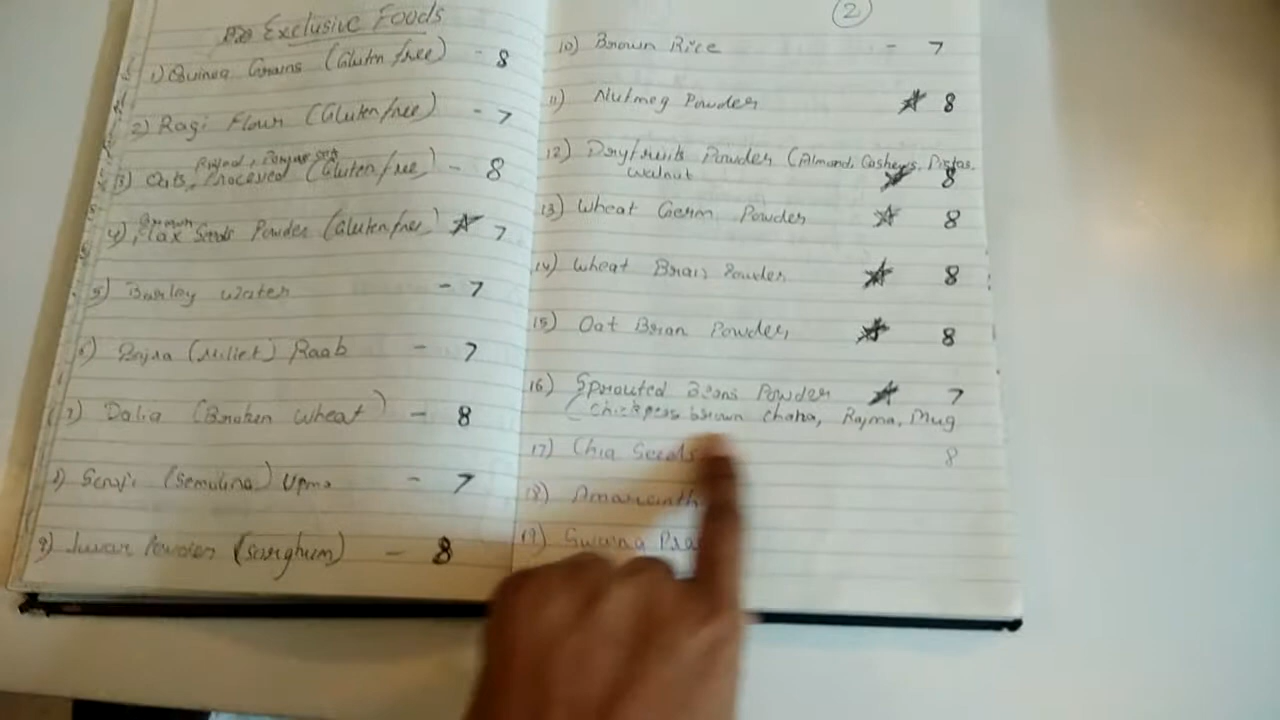 Exclusive Foods
1) Quinea Grains (Gluten free) - 8
2) Ragi Flour (Gluten free) - 7
3) Oats, Proceesed (Gluten free) - 8
Brown
4) Flax Seeds Powder (Gluten free) ☆ 7
5) Barley Water - 7
6) Bajra (Millet) Raab - 7
7) Dalia (Broken Wheat) - 8
8) Sooji (Semulina) Upma - 7
9) Juwar Powder (Sorghum) - 8
2
10) Brown Rice - 7
11) Nutmeg Powder ☆ 8
12) Dryfruits Powder (Almond, Cashews, Pistas,
Walnut ☆ 8
13) Wheat Germ Powder ☆ 8
14) Wheat Bran Powder ☆ 8
15) Oat Bran Powder ☆ 8
16) Sprouted Beans Powder ☆ 7
(Chickpeas brown chana, Rajma, Mug
17) Chia Seeds 8
18) Amaranth
19)